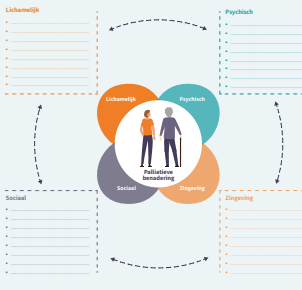 Lichamelijk
Psychisch
Lichamelijk
Psychisch
Palliatieve
benadering
Sociaal
Zingeving
Sociaal
Zingeving